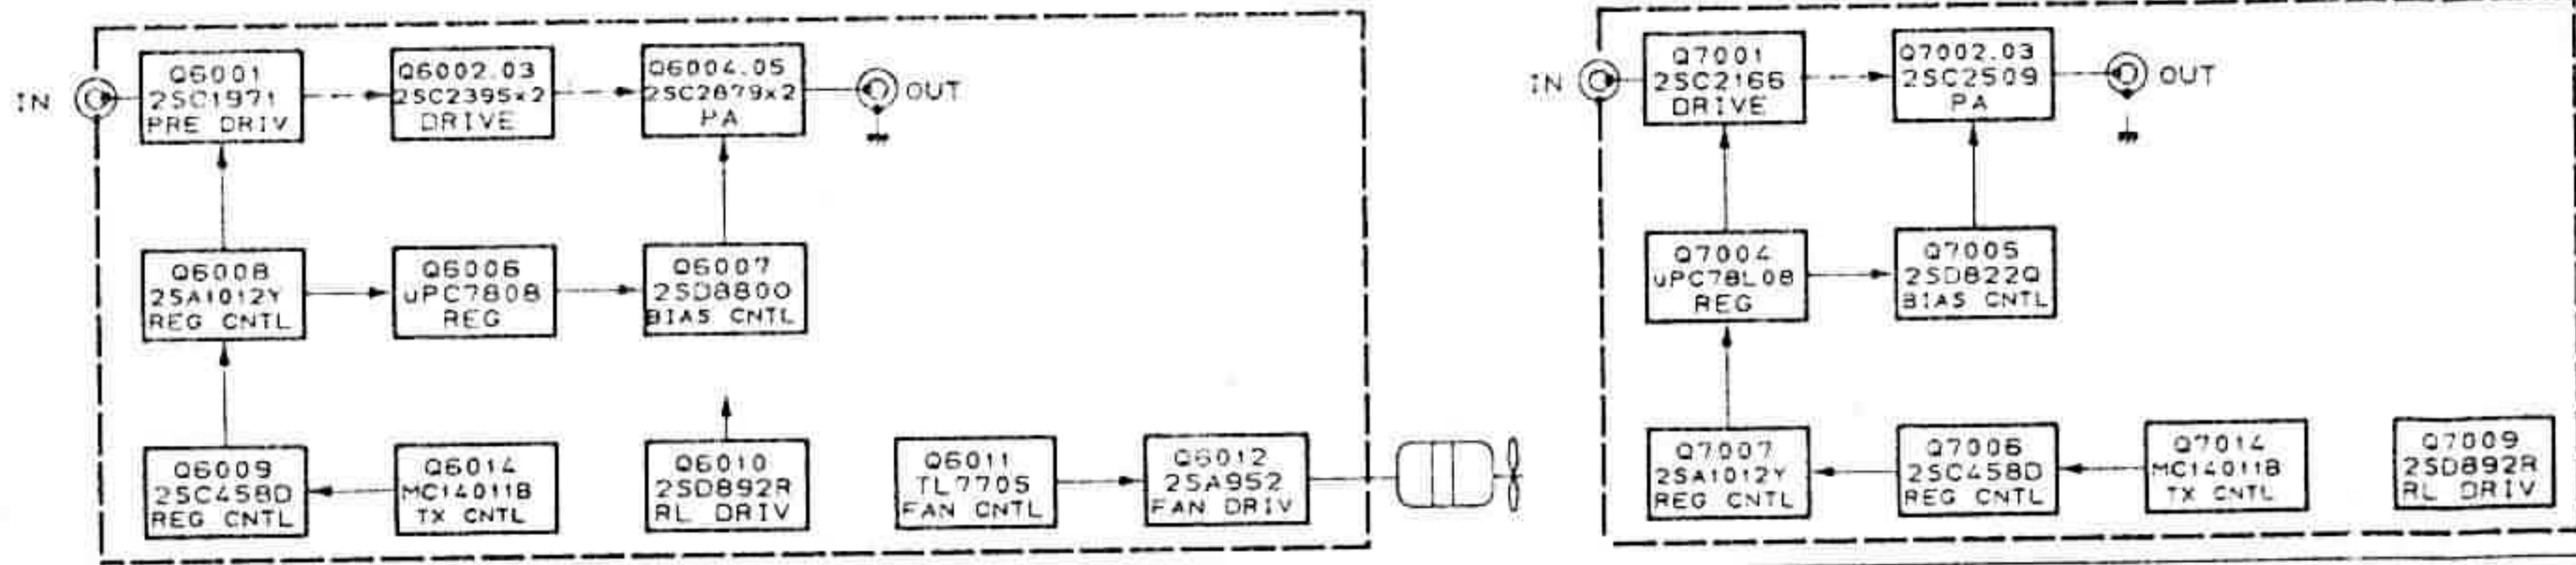 IN
Q6001
2SC1971
PRE DRIV
Q6002.03
2SC2395×2
DRIVE
Q6004.05
2SC2879×2
PA
OUT
Q6008
2SA1012Y
REG CNTL
Q6006
uPC7808
REG
Q6007
2SD880O
BIAS CNTL
Q6009
2SC458D
REG CNTL
Q6014
MC14011B
TX CNTL
Q6010
2SD892R
RL DRIV
Q6011
TL7705
FAN CNTL
Q6012
2SA952
FAN DRIV
IN
Q7001
2SC2166
DRIVE
Q7002.03
2SC2509
PA
OUT
Q7004
uPC78L08
REG
Q7005
2SD822Q
BIAS CNTL
Q7007
2SA1012Y
REG CNTL
Q7006
2SC458D
REG CNTL
Q7014
MC14011B
TX CNTL
Q7009
2SD892R
RL DRIV